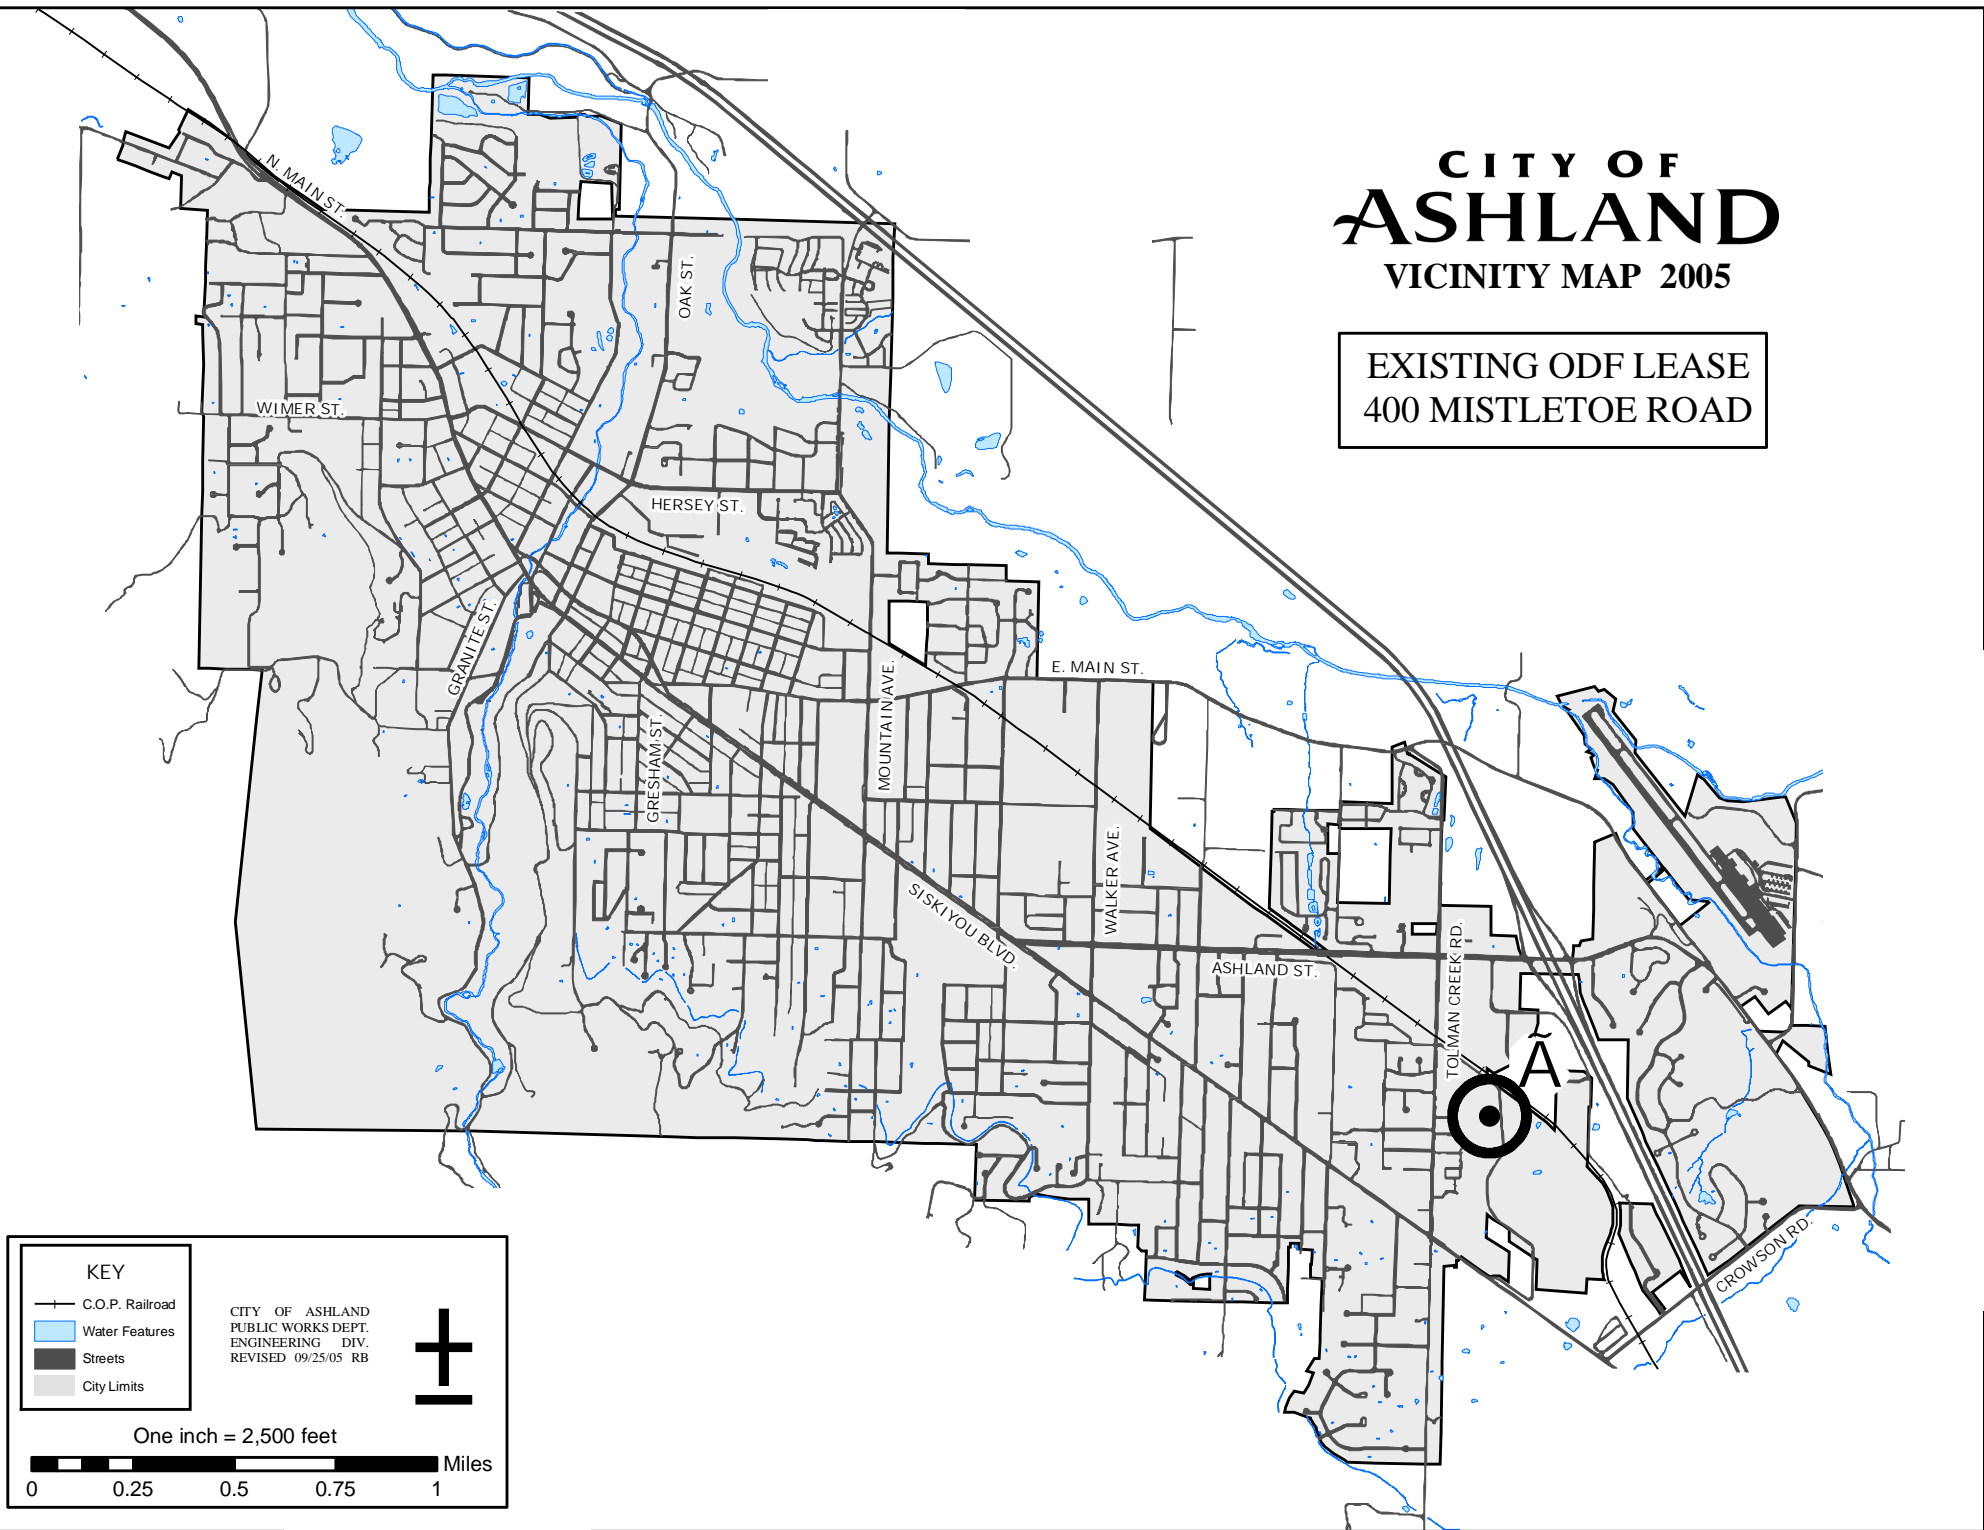 CITY OF
ASHLAND
VICINITY MAP 2005
EXISTING ODF LEASE
400 MISTLETOE ROAD
N. MAIN ST.
OAK ST.
WIMER ST.
HERSEY ST.
GRANITE ST.
E. MAIN ST.
MOUNTAIN AVE.
GRESHAM ST.
WALKER AVE.
SISKIYOU BLVD.
ASHLAND ST.
TOLMAN CREEK RD.
Ã
CROWSON RD.
KEY
C.O.P. Railroad
Water Features
Streets
City Limits
CITY OF ASHLAND
PUBLIC WORKS DEPT.
ENGINEERING DIV.
REVISED 09/25/05 RB
±
One inch = 2,500 feet
Miles
0 0.25 0.5 0.75 1